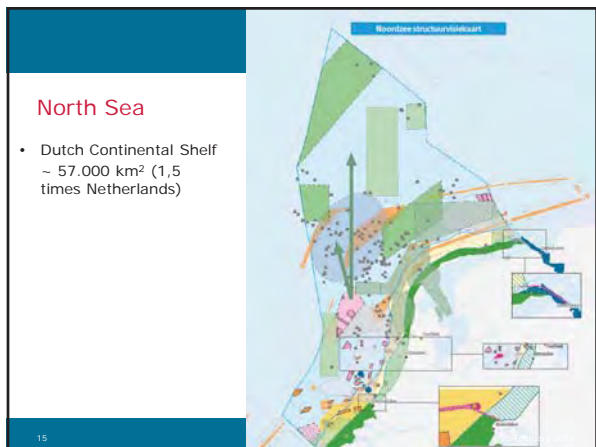 Noordzee structuurvisiekaart
North Sea
• Dutch Continental Shelf
~ 57.000 km² (1,5
times Netherlands)
15